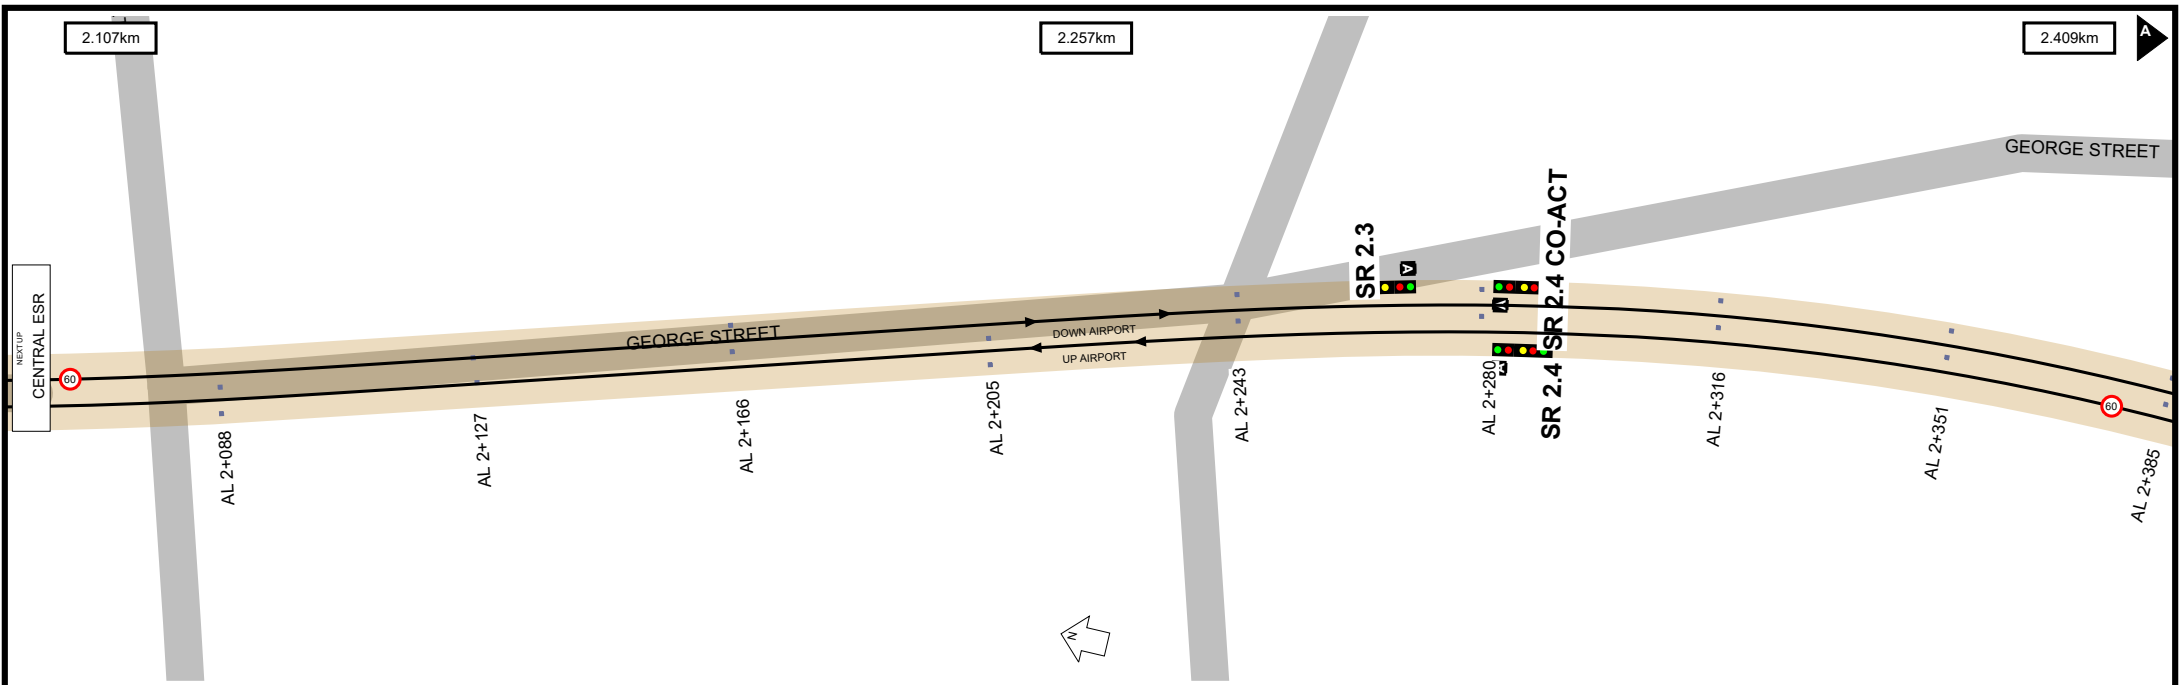 2.107km
2.257km
2.409km
A
GEORGE STREET
SR 2.3
A
SR 2.4 CO-ACT
NEXT UP
CENTRAL ESR
60
GEORGE STREET
DOWN AIRPORT
UP AIRPORT
SR 2.4
60
AL 2+088
AL 2+127
AL 2+166
AL 2+205
AL 2+243
AL 2+280
AL 2+316
AL 2+351
AL 2+385
N